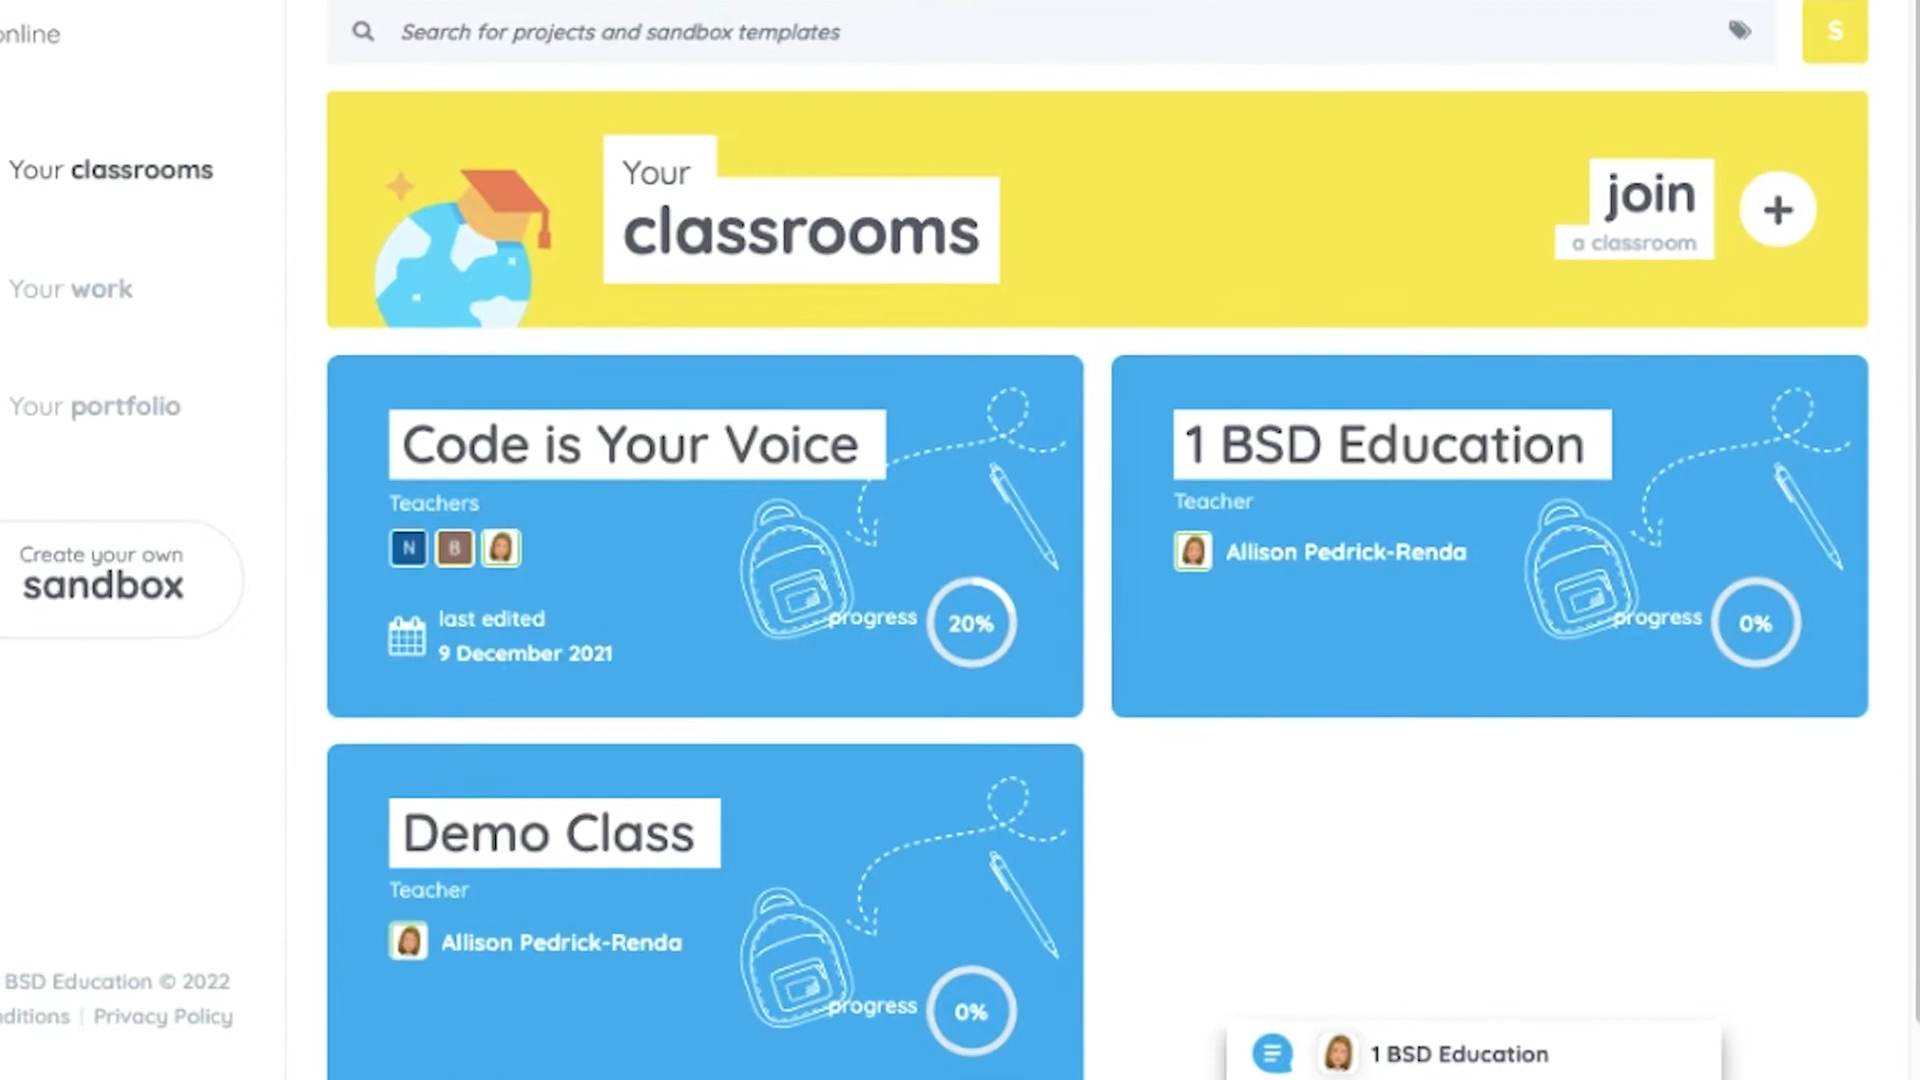 online
Search for projects and sandbox templates
S
Your classrooms
Your work
Your portfolio
Create your own
sandbox
BSD Education © 2022
Privacy Policy
Your
classrooms
join
a classroom
Code is Your Voice
Teachers
N B
last edited
9 December 2021
progress
20%
1 BSD Education
Teacher
Allison Pedrick-Renda
progress
0%
Demo Class
Teacher
Allison Pedrick-Renda
progress
0%
1 BSD Education